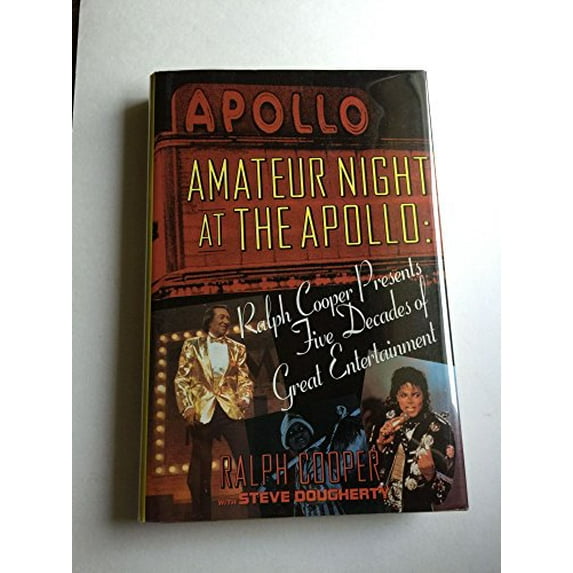 APOLLO
AMATEUR NIGHT
AT THE APOLLO:
Ralph Cooper Presents
Five Decades of
Great Entertainment
RALPH COOPER
WITH STEVE DOUGHERTY